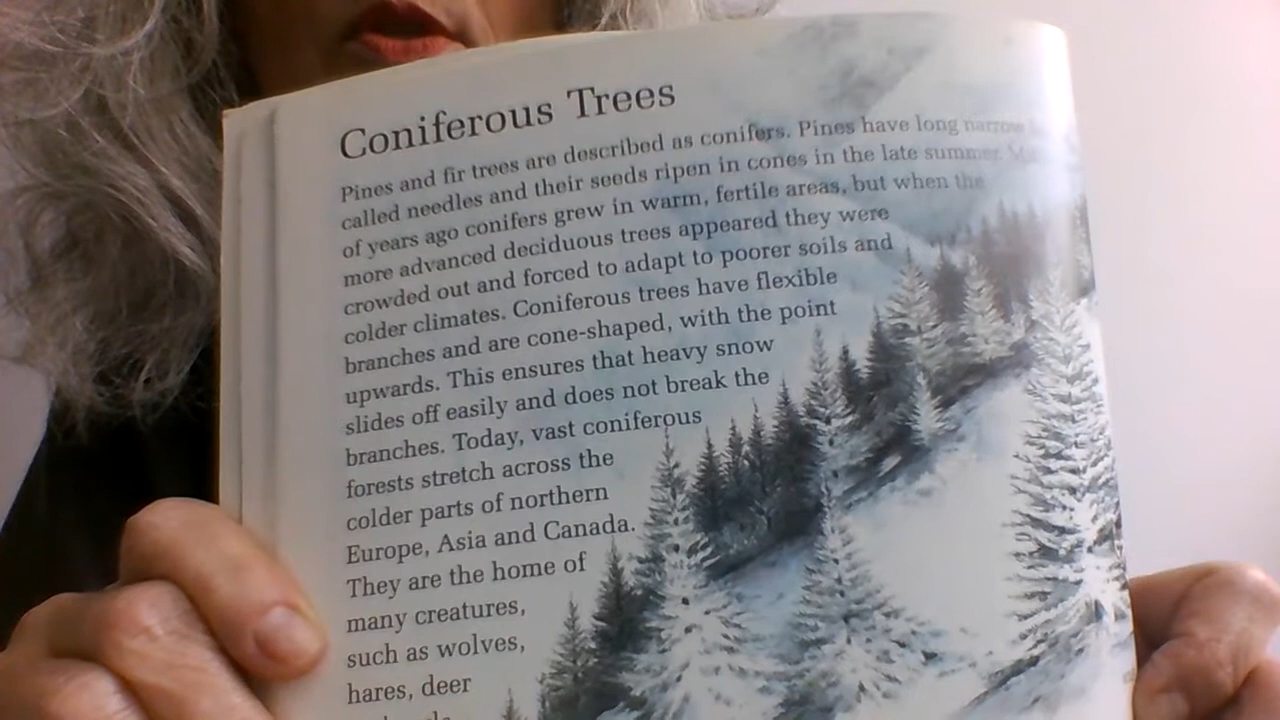 Coniferous Trees
Pines and fir trees are described as conifers. Pines have long narrow
called needles and their seeds ripen in cones in the late summer.
of years ago conifers grew in warm, fertile areas, but when the
more advanced deciduous trees appeared they were
crowded out and forced to adapt to poorer soils and
colder climates. Coniferous trees have flexible
branches and are cone-shaped, with the point
upwards. This ensures that heavy snow
slides off easily and does not break the
branches. Today, vast coniferous
forests stretch across the
colder parts of northern
Europe, Asia and Canada.
They are the home of
many creatures,
such as wolves,
hares, deer